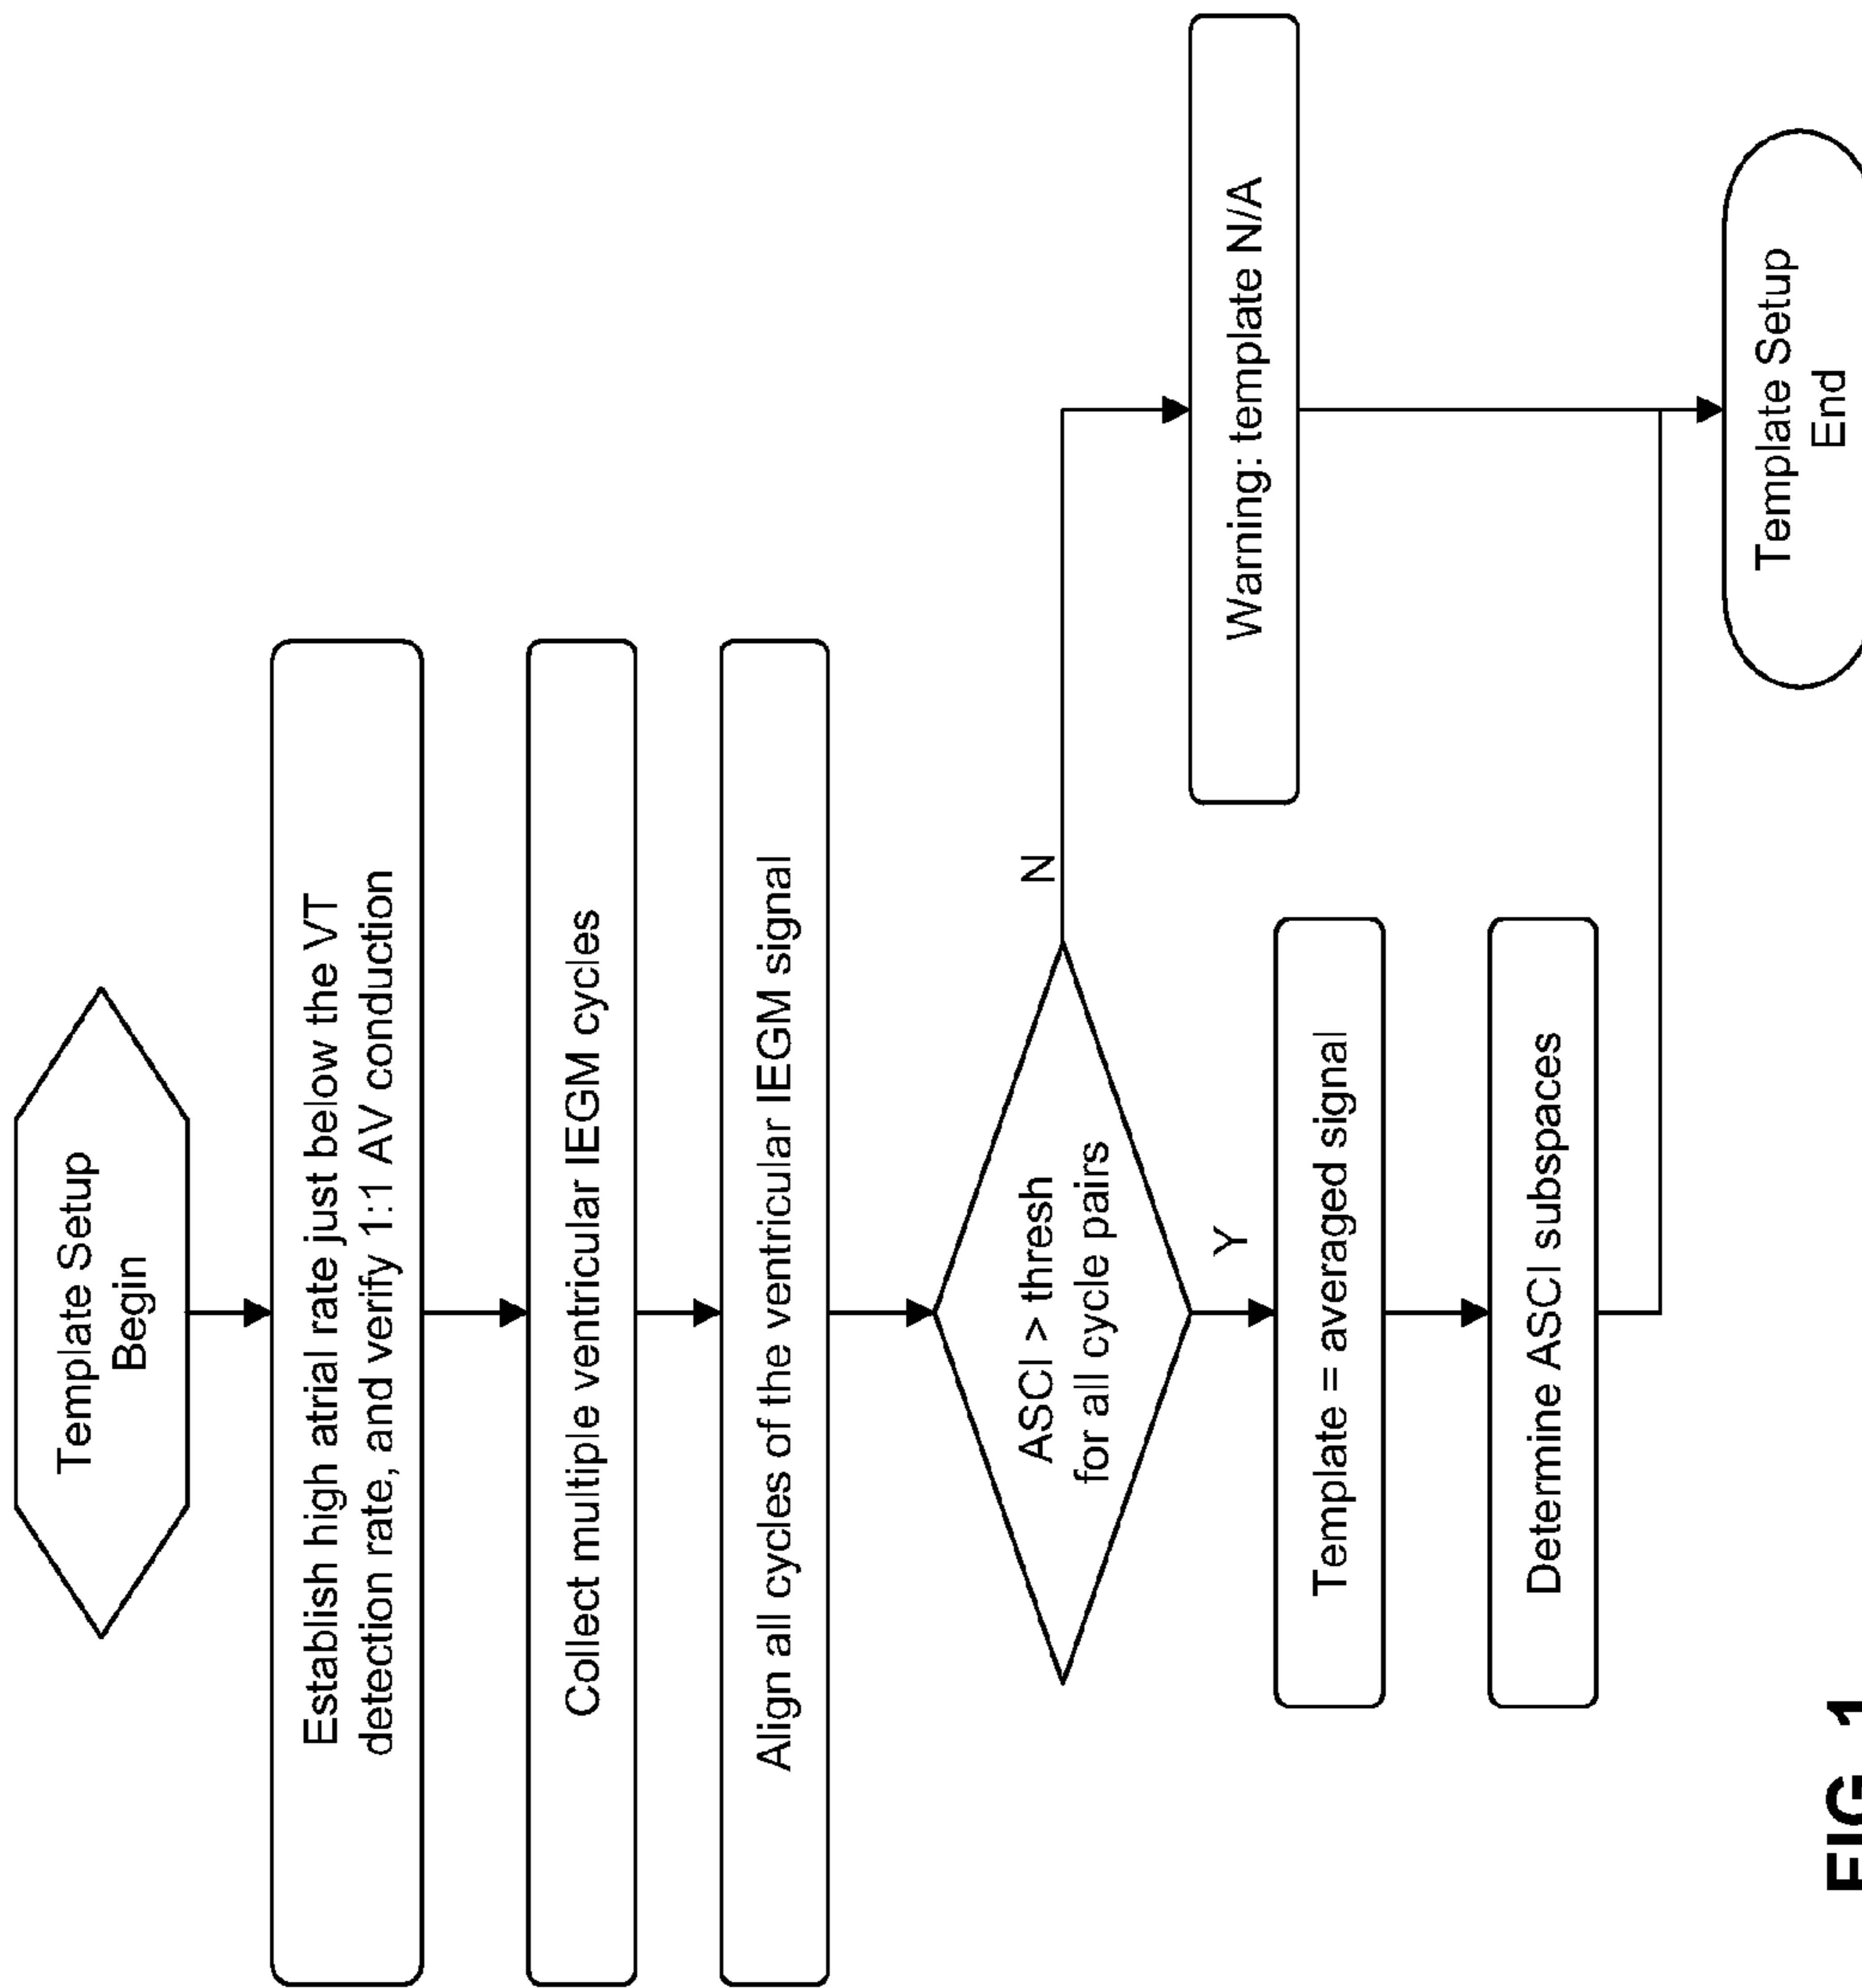 Template Setup
Begin
Establish high atrial rate just below the VT
detection rate, and verify 1:1 AV conduction
Collect multiple ventricular IEGM cycles
Align all cycles of the ventricular IEGM signal
ASCI > thresh
for all cycle pairs
N
Y
Warning: template N/A
Template = averaged signal
Determine ASCI subspaces
Template Setup
End
FIG. 1